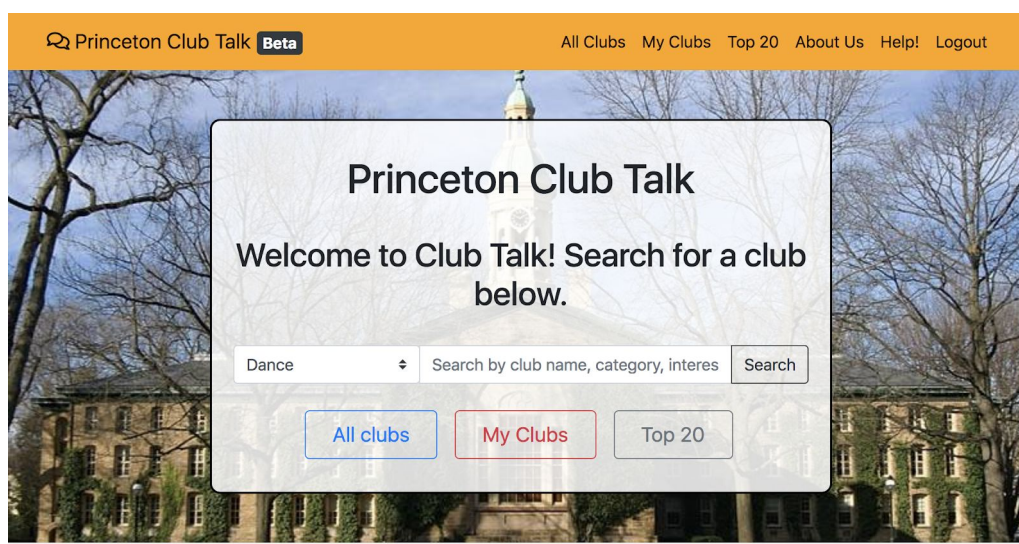 Princeton Club Talk Beta
All Clubs My Clubs Top 20 About Us Help! Logout
Princeton Club Talk
Welcome to Club Talk! Search for a club
below.
Dance
Search by club name, category, interes
Search
All clubs
My Clubs
Top 20